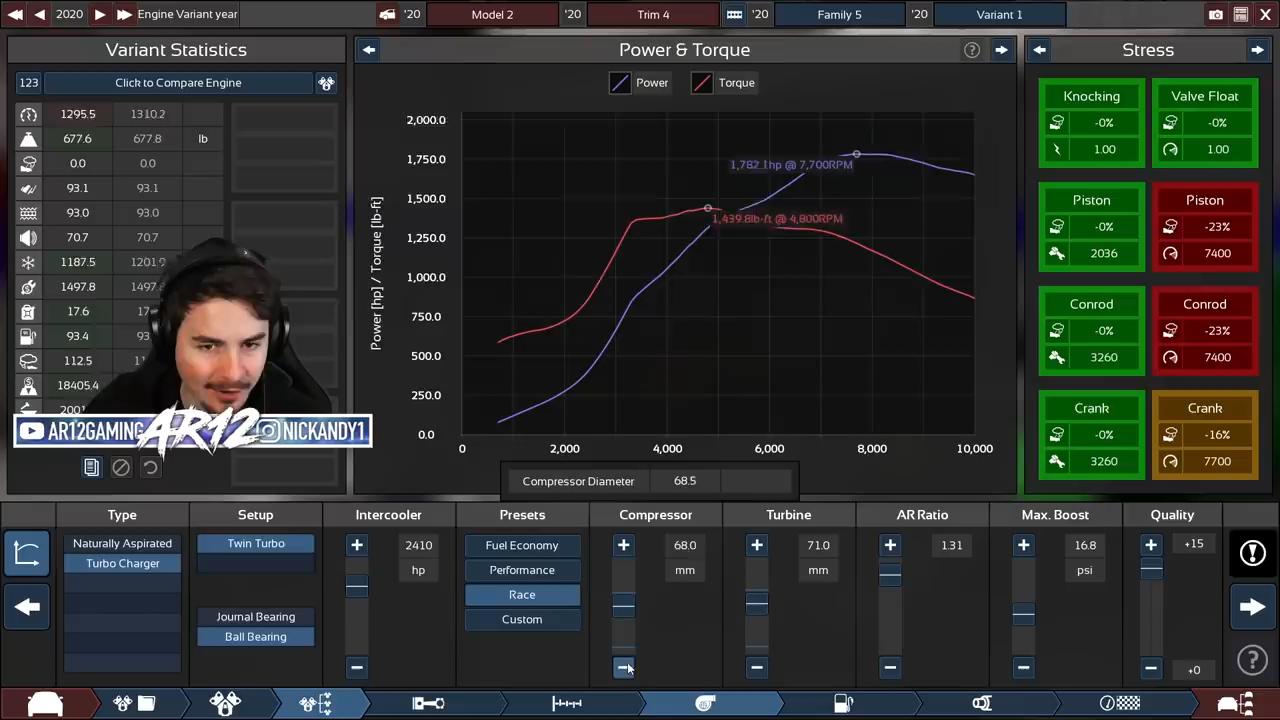 2020 Engine Variant year '20 Model 2 '20 Trim 4 '20 Family 5 '20 Variant 1
Variant Statistics
123 Click to Compare Engine
1295.5 1310.2
677.6 677.8 lb
0.0 0.0
93.1 93.1
93.0 93.0
70.7 70.7
1187.5 1201.9
1497.8 1497.8
17.6 17.
93.4 93.
112.5
18405.4
2001
AR12GAMING AR12 NICKANDY1
Power & Torque
Power Torque
Power [hp] / Torque [lb-ft]
2,000.0
1,750.0
1,500.0
1,250.0
1,000.0
750.0
500.0
250.0
0.0
1,782.1hp @ 7,700RPM
1,439.8lb-ft @ 4,800RPM
0 2,000 4,000 6,000 8,000 10,000
Compressor Diameter 68.5
Stress
Knocking
-0%
1.00
Valve Float
-0%
1.00
Piston
-0%
2036
Piston
-23%
7400
Conrod
-0%
3260
Conrod
-23%
7400
Crank
-0%
3260
Crank
-16%
7700
Type
Naturally Aspirated
Turbo Charger
Setup
Twin Turbo
Journal Bearing
Ball Bearing
Intercooler
+ 2410
hp
−
Presets
Fuel Economy
Performance
Race
Custom
Compressor
+ 68.0
mm
−
Turbine
+ 71.0
mm
−
AR Ratio
+ 1.31
−
Max. Boost
+ 16.8
psi
−
Quality
+ +15
− +0